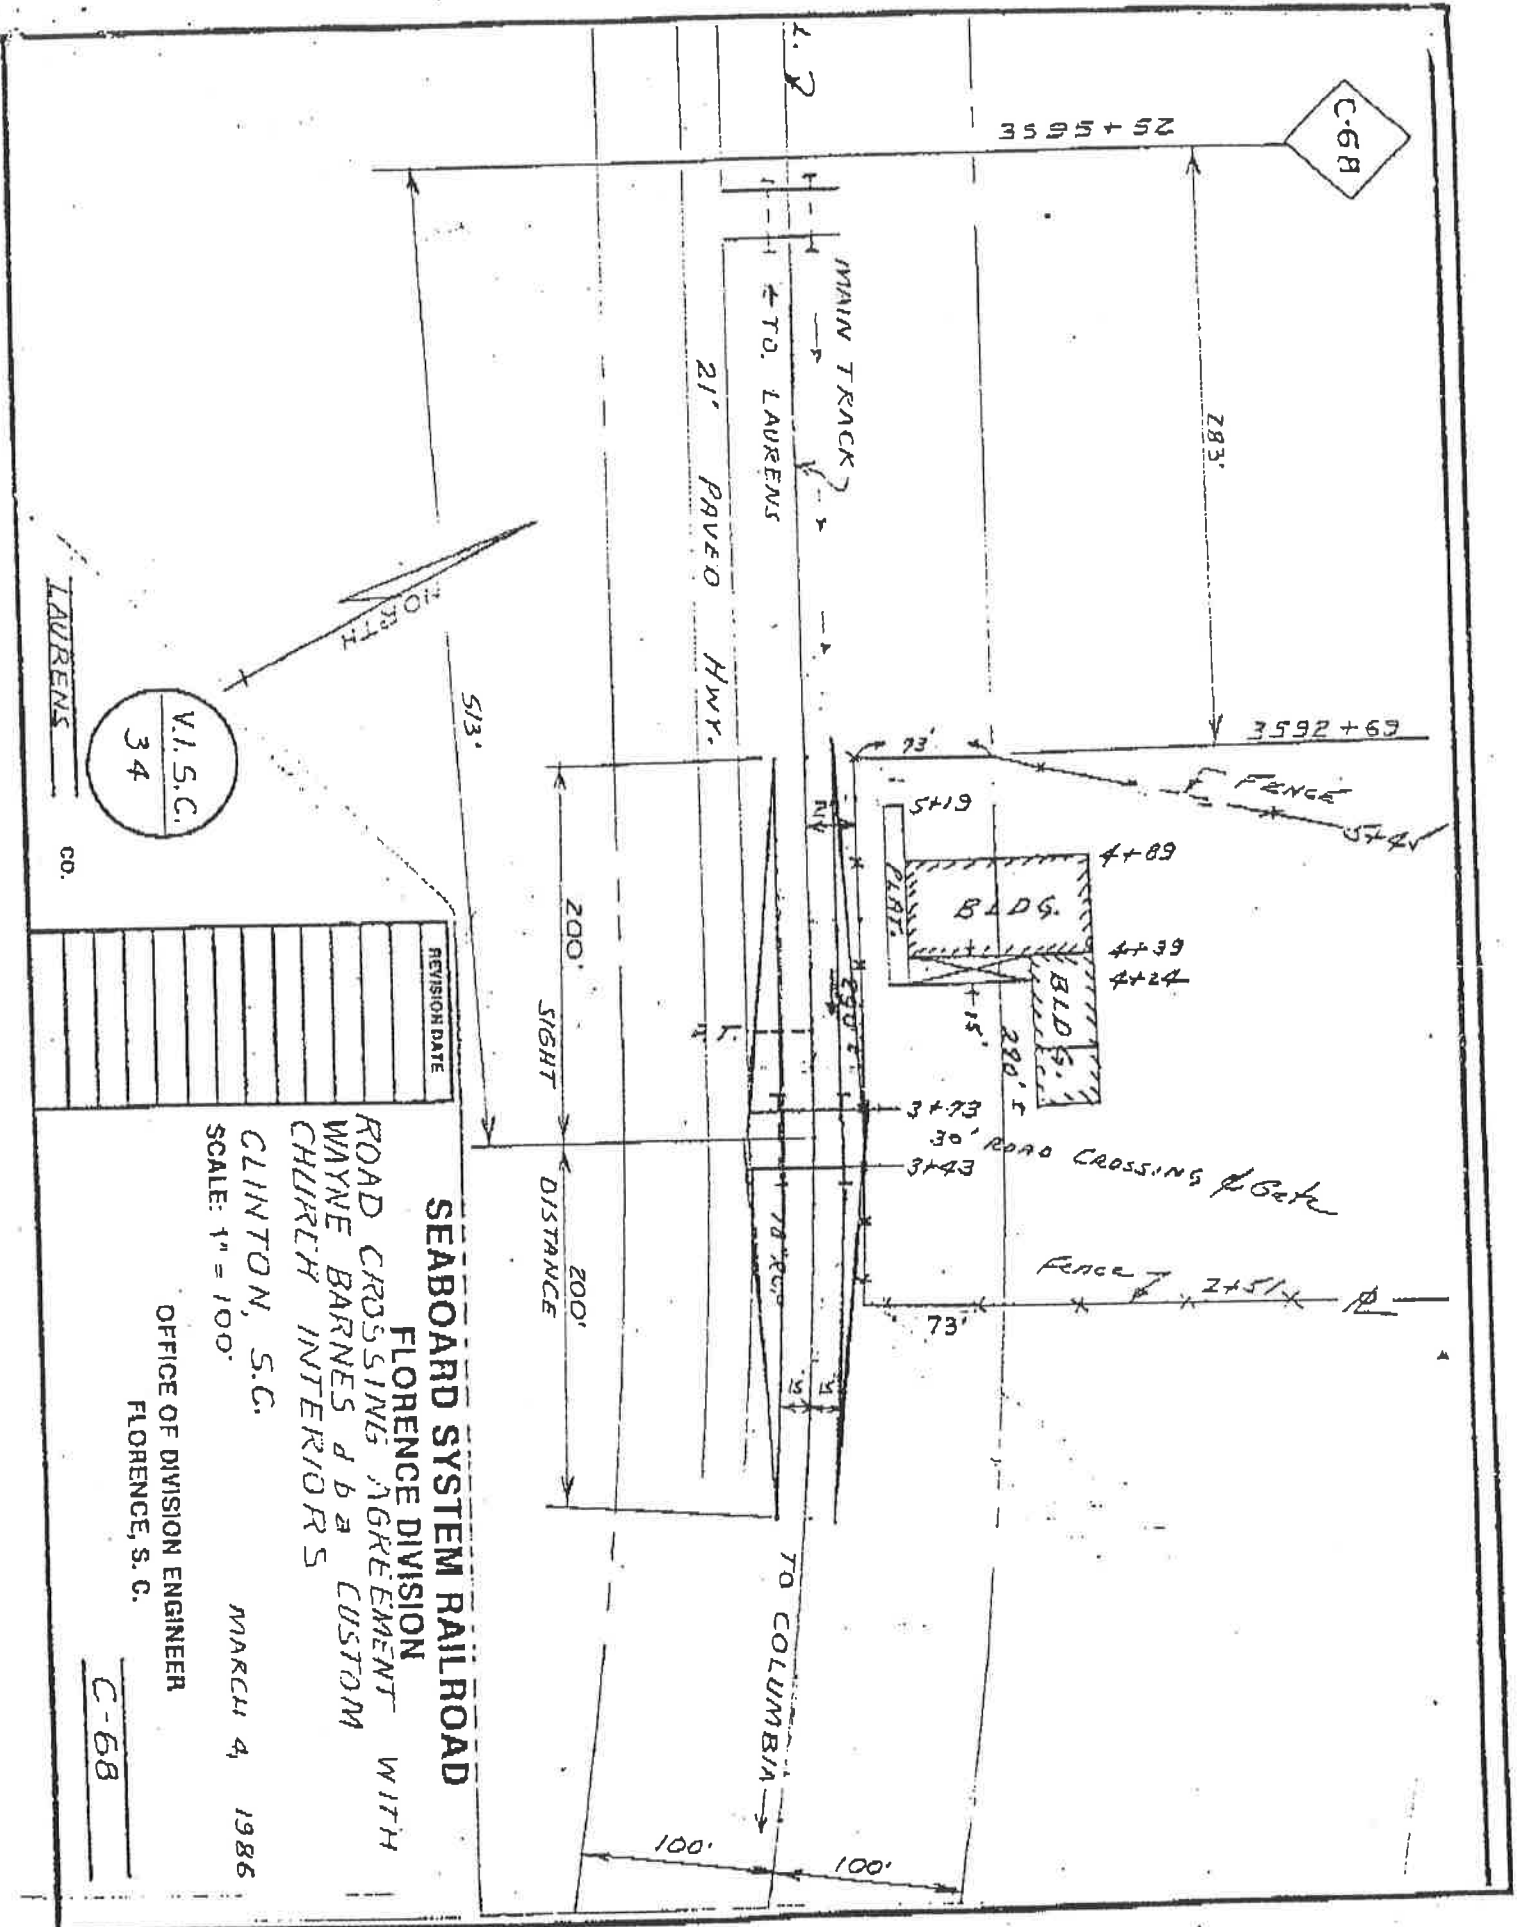 C-68
3595+52
283'
3592+69
MAIN TRACK
TO LAURENS
21' PAVED HWY.
513'
NORTH
73'
FENCE
5+19
4+89
PLAT.
BLDG.
4+39
4+24
BLDG.
15'
290'±
290'±
3+73
30' ROAD CROSSING & Gate
3+43
Fence
2+51
73'
200'
200'
SIGHT
DISTANCE
TO COLUMBIA
100'
100'
LAURENS CO.
V.I.S.C.
34
REVISION DATE
SEABOARD SYSTEM RAILROAD
FLORENCE DIVISION
ROAD CROSSING AGREEMENT WITH
WAYNE BARNES d b a CUSTOM
CHURCH INTERIORS
CLINTON, S.C.
SCALE: 1" = 100'
MARCH 4, 1986
OFFICE OF DIVISION ENGINEER
FLORENCE, S. C.
C-68